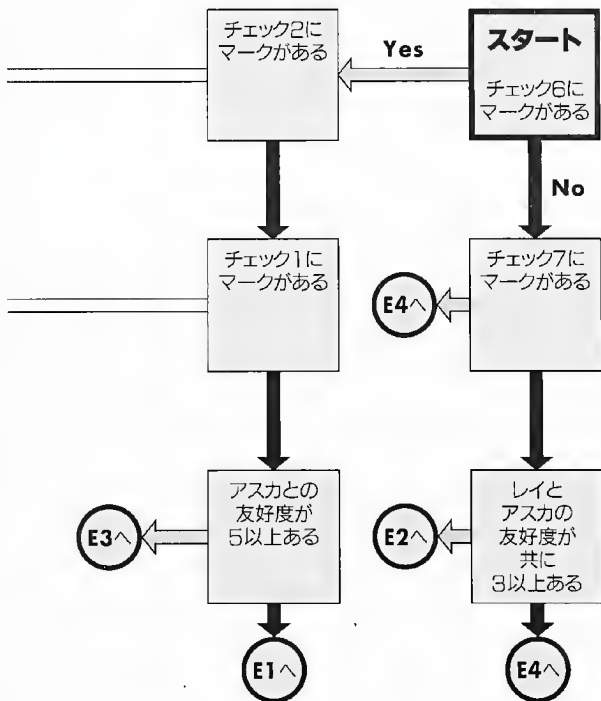 スタート
チェック6に
マークがある
Yes
チェック2に
マークがある
No
チェック7に
マークがある
E4へ
チェック1に
マークがある
レイと
アスカの
友好度が
共に
3以上ある
E2へ
E4へ
アスカとの
友好度が
5以上ある
E3へ
E1へ